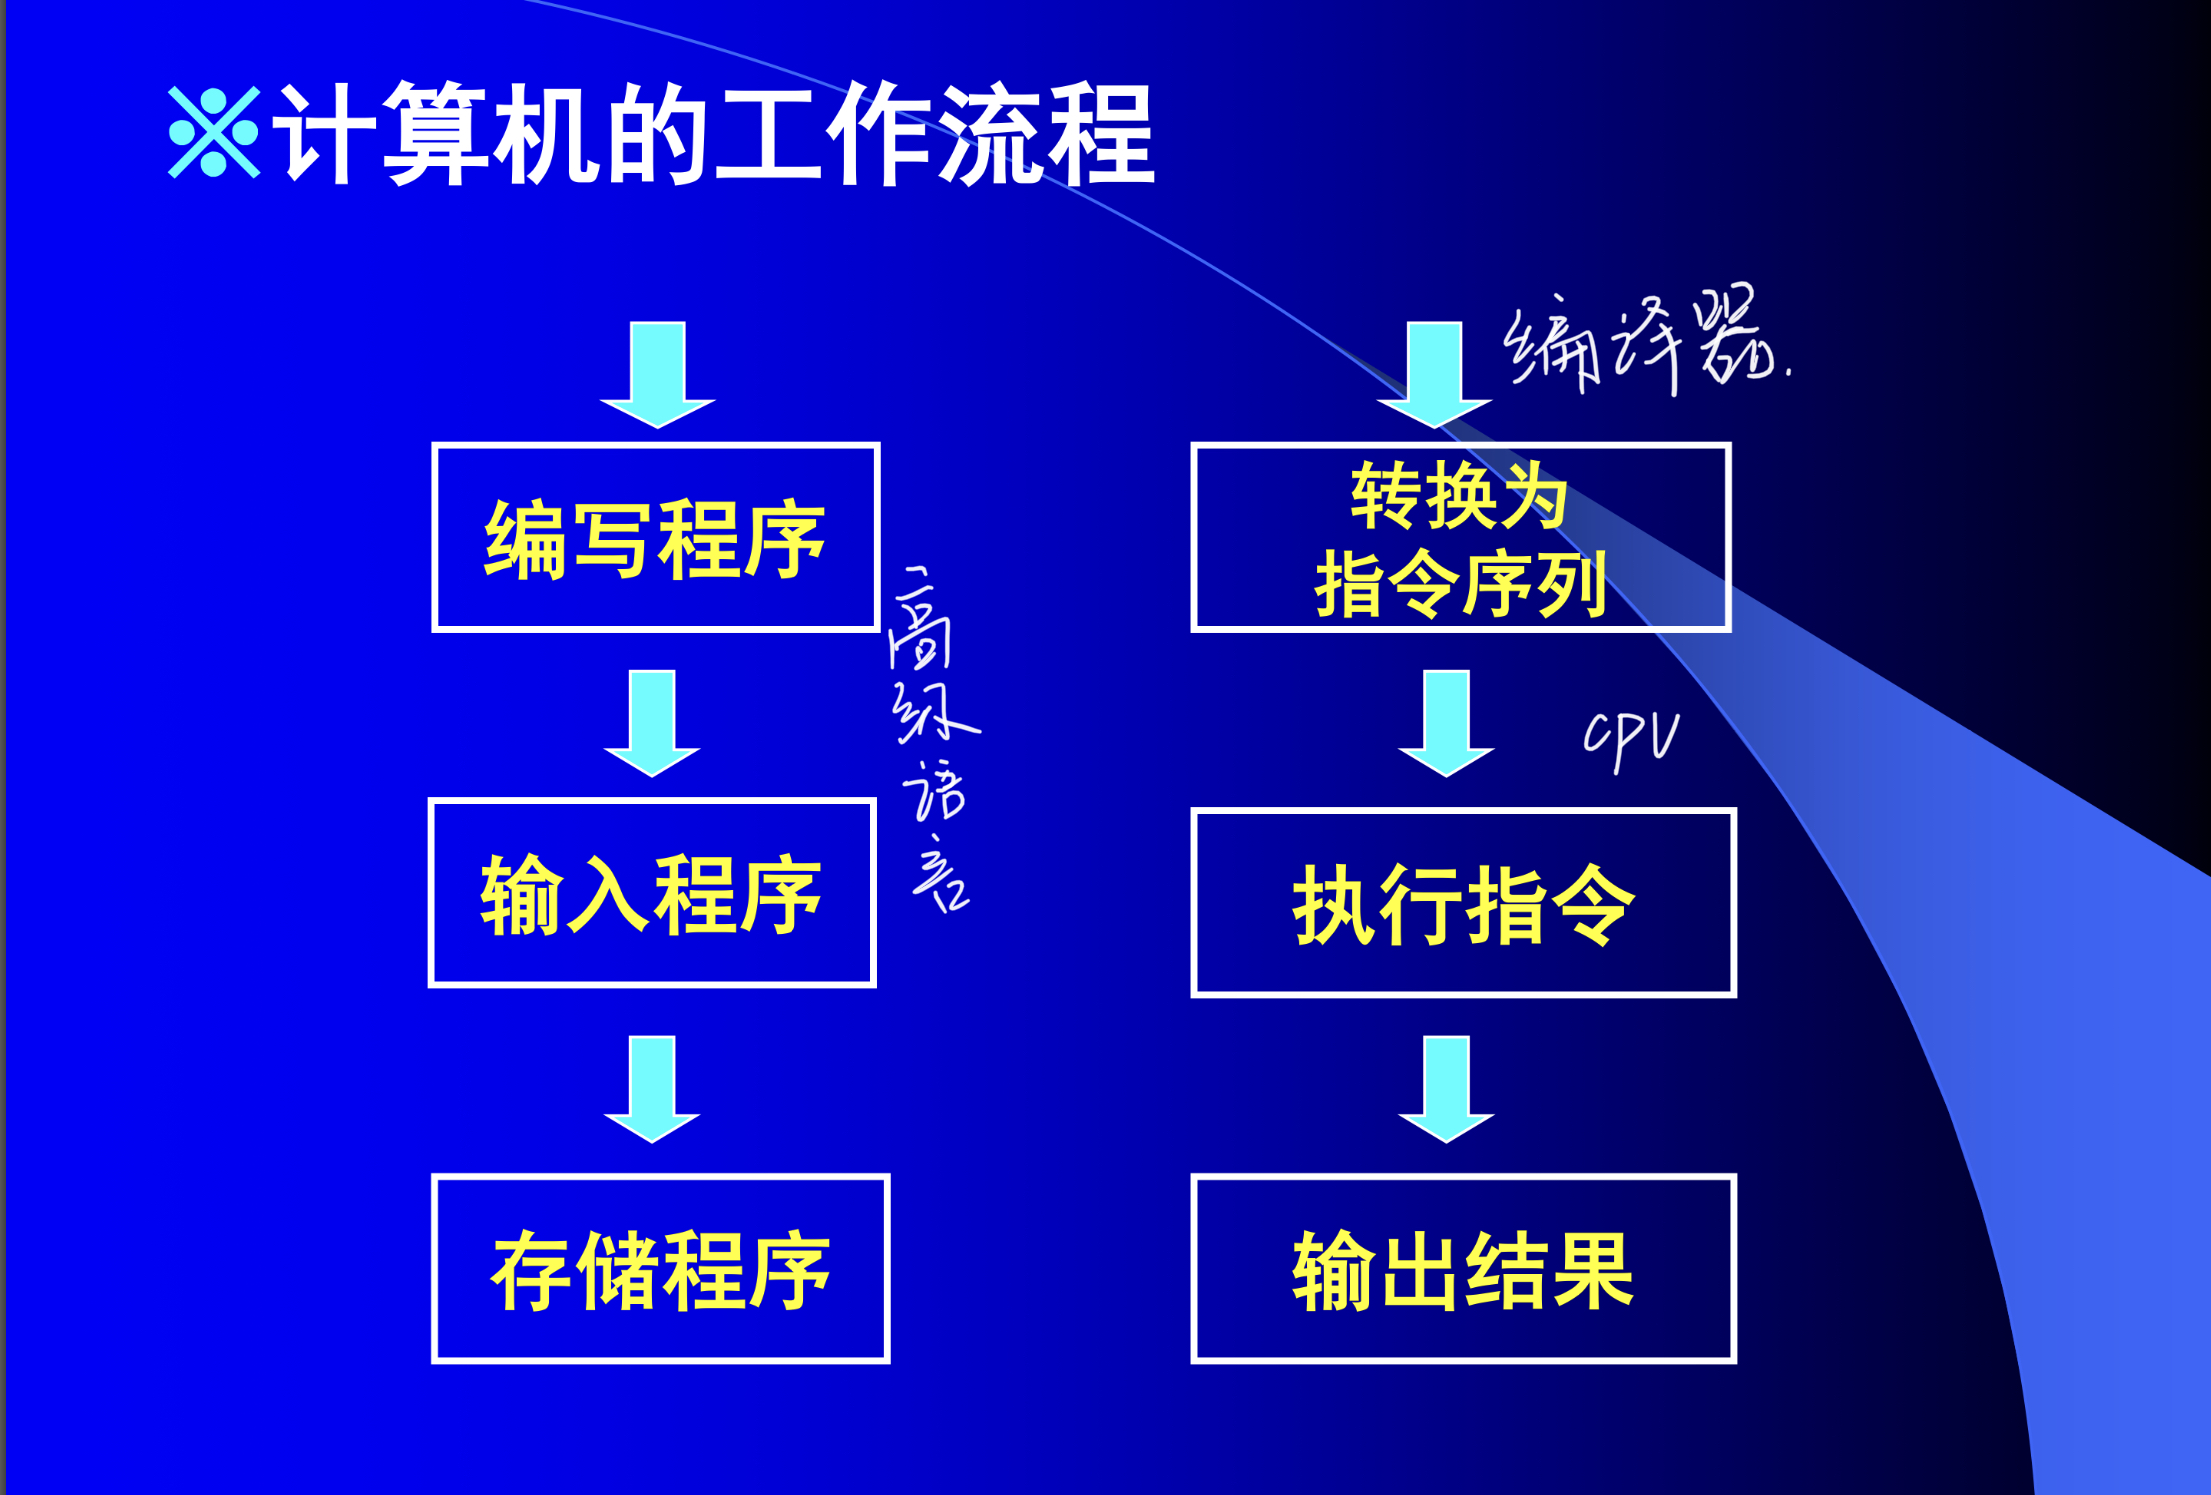 ※计算机的工作流程
编写程序
高级语言
输入程序
存储程序
编译器.
转换为
指令序列
CPU
执行指令
输出结果